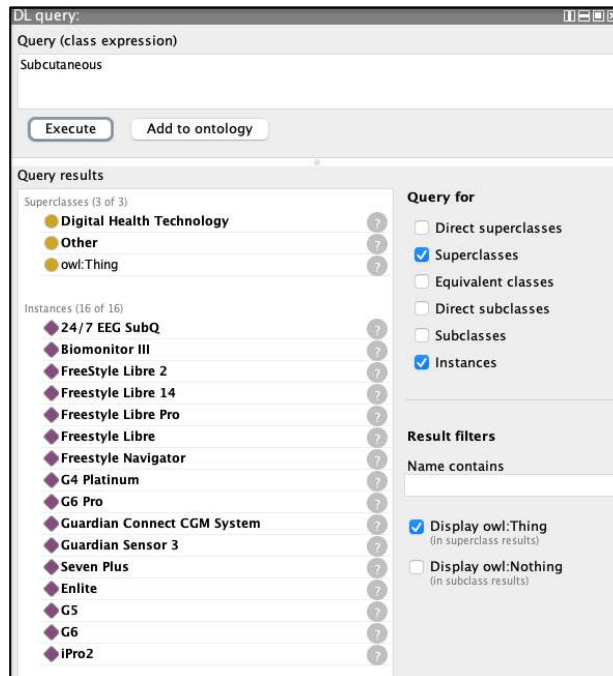 DL query:
Query (class expression)
Subcutaneous
Execute
Add to ontology
Query results
Superclasses (3 of 3)
Digital Health Technology
?
Other
?
owl:Thing
?
Instances (16 of 16)
24/7 EEG SubQ
?
Biomonitor III
?
FreeStyle Libre 2
?
Freestyle Libre 14
?
Freestyle Libre Pro
?
Freestyle Libre
?
Freestyle Navigator
?
G4 Platinum
?
G6 Pro
?
Guardian Connect CGM System
?
Guardian Sensor 3
?
Seven Plus
?
Enlite
?
G5
?
G6
?
iPro2
?
Query for
Direct superclasses
Superclasses
Equivalent classes
Direct subclasses
Subclasses
Instances
Result filters
Name contains
Display owl:Thing
(in superclass results)
Display owl:Nothing
(in subclass results)